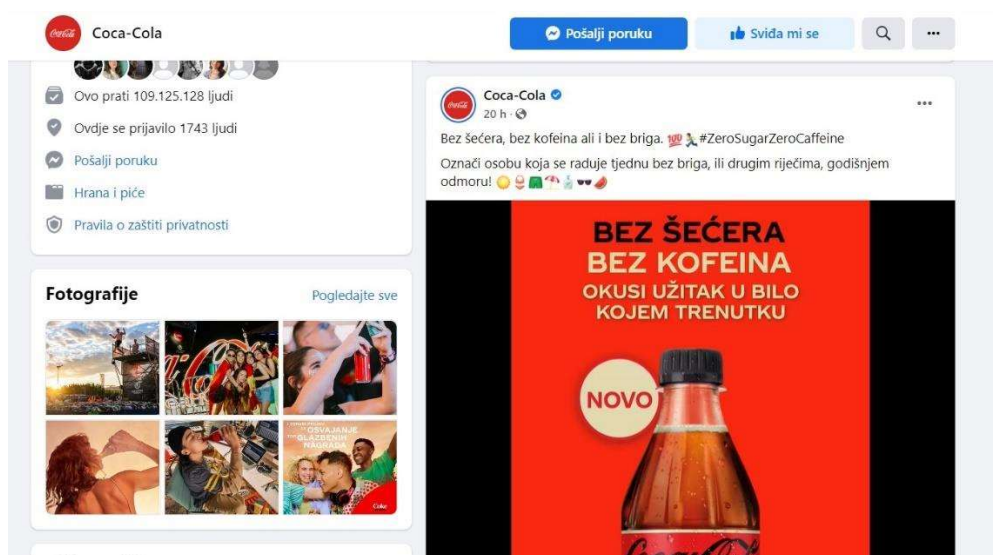 Coca-Cola
Pošalji poruku
Sviđa mi se
Ovo prati 109.125.128 ljudi
Ovdje se prijavilo 1743 ljudi
Pošalji poruku
Hrana i piće
Pravila o zaštiti privatnosti
Fotografije
Pogledajte sve
OSVAJANJE
GLAZBENIH
NAGRADA
Coke
Coca-Cola
20 h
Bez šećera, bez kofeina ali i bez briga. 💯 #ZeroSugarZeroCaffeine
Označi osobu koja se raduje tjednu bez briga, ili drugim riječima, godišnjem
odmoru!
BEZ ŠEĆERA
BEZ KOFEINA
OKUSI UŽITAK U BILO
KOJEM TRENUTKU
NOVO
Coca-Cola